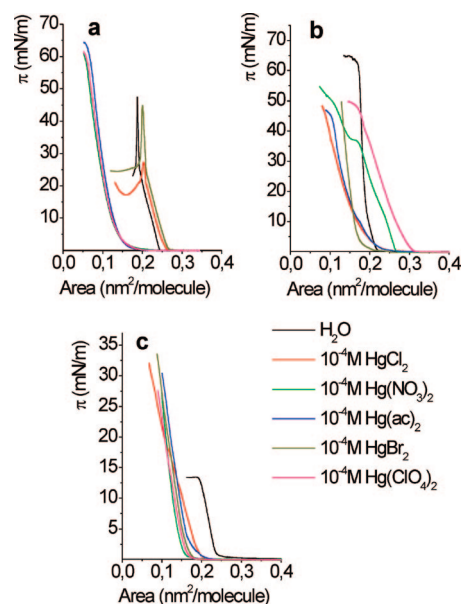 a
π (mN/m)
70
60
50
40
30
20
10
0,0 0,1 0,2 0,3 0,4
Area (nm²/molecule)
b
π (mN/m)
70
60
50
40
30
20
10
0,0 0,1 0,2 0,3 0,4
Area (nm²/molecule)
c
π (mN/m)
35
30
25
20
15
10
5
0,0 0,1 0,2 0,3 0,4
Area (nm²/molecule)
H₂O
10⁻⁴M HgCl₂
10⁻⁴M Hg(NO₃)₂
10⁻⁴M Hg(ac)₂
10⁻⁴M HgBr₂
10⁻⁴M Hg(ClO₄)₂